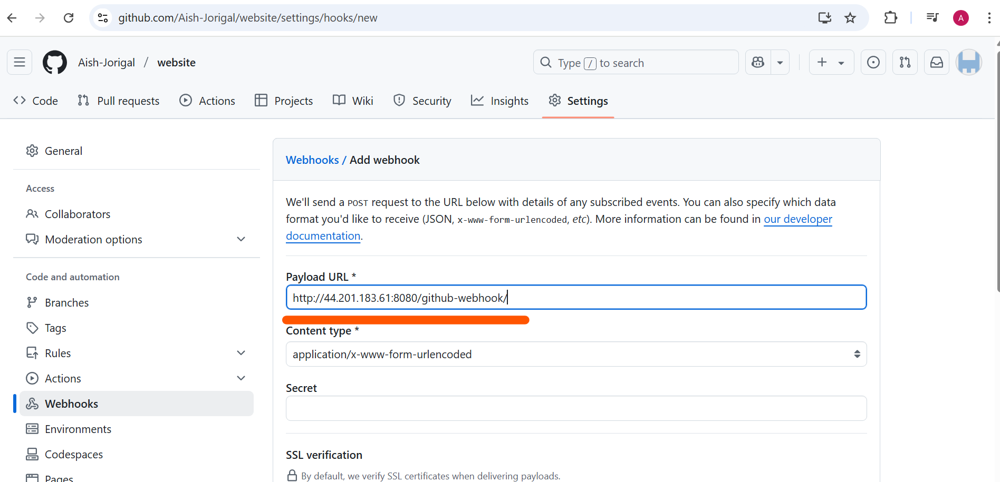 github.com/Aish-Jorigal/website/settings/hooks/new
A
Aish-Jorigal / website
Type / to search
Code Pull requests Actions Projects Wiki Security Insights Settings
General
Access
Collaborators
Moderation options
Code and automation
Branches
Tags
Rules
Actions
Webhooks
Environments
Codespaces
Pages
Webhooks / Add webhook
We'll send a POST request to the URL below with details of any subscribed events. You can also specify which data
format you'd like to receive (JSON, x-www-form-urlencoded, etc). More information can be found in our developer
documentation.
Payload URL *
http://44.201.183.61:8080/github-webhook/
Content type *
application/x-www-form-urlencoded
Secret
SSL verification
By default, we verify SSL certificates when delivering payloads.